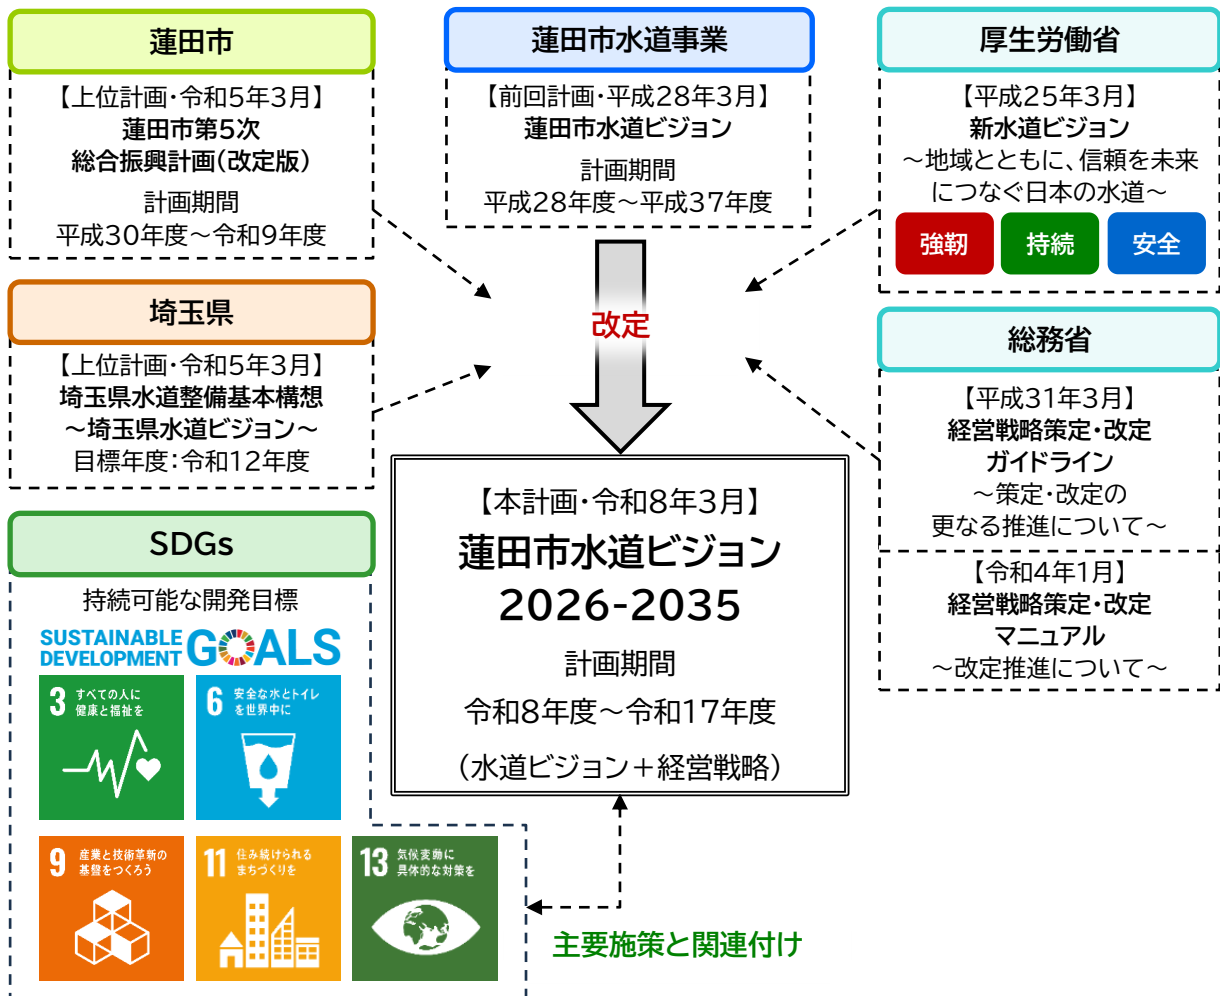 蓮田市
【上位計画・令和5年3月】
蓮田市第5次
総合振興計画（改定版）
計画期間
平成30年度～令和9年度
蓮田市水道事業
【前回計画・平成28年3月】
蓮田市水道ビジョン
計画期間
平成28年度～平成37年度
厚生労働省
【平成25年3月】
新水道ビジョン
～地域とともに、信頼を未来
につなぐ日本の水道～
強靭
持続
安全
埼玉県
【上位計画・令和5年3月】
埼玉県水道整備基本構想
～埼玉県水道ビジョン～
目標年度：令和12年度
改定
総務省
【平成31年3月】
経営戦略策定・改定
ガイドライン
～策定・改定の
更なる推進について～
【令和4年1月】
経営戦略策定・改定
マニュアル
～改定推進について～
【本計画・令和8年3月】
蓮田市水道ビジョン
2026-2035
計画期間
令和8年度～令和17年度
（水道ビジョン＋経営戦略）
SDGs
持続可能な開発目標
SUSTAINABLE
DEVELOPMENT
GOALS
3 すべての人に
健康と福祉を
6 安全な水とトイレ
を世界中に
9 産業と技術革新の
基盤をつくろう
11 住み続けられる
まちづくりを
13 気候変動に
具体的な対策を
主要施策と関連付け